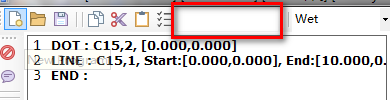 Wet
1 DOT : C15,2, [0.000,0.000]
2 LINE : C15,1, Start:[0.000,0.000], End:[10.000,0.
3 END :